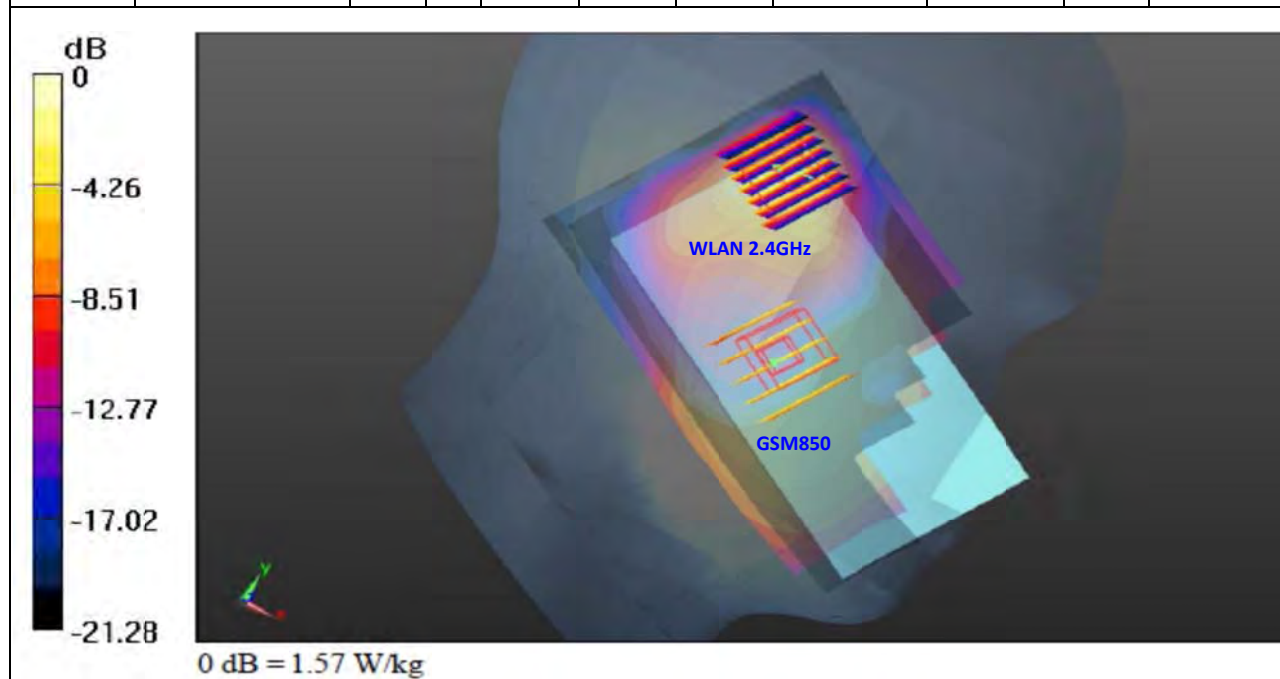 dB
0
-4.26
-8.51
-12.77
-17.02
-21.28
WLAN 2.4GHz
GSM850
y
x
0 dB = 1.57 W/kg